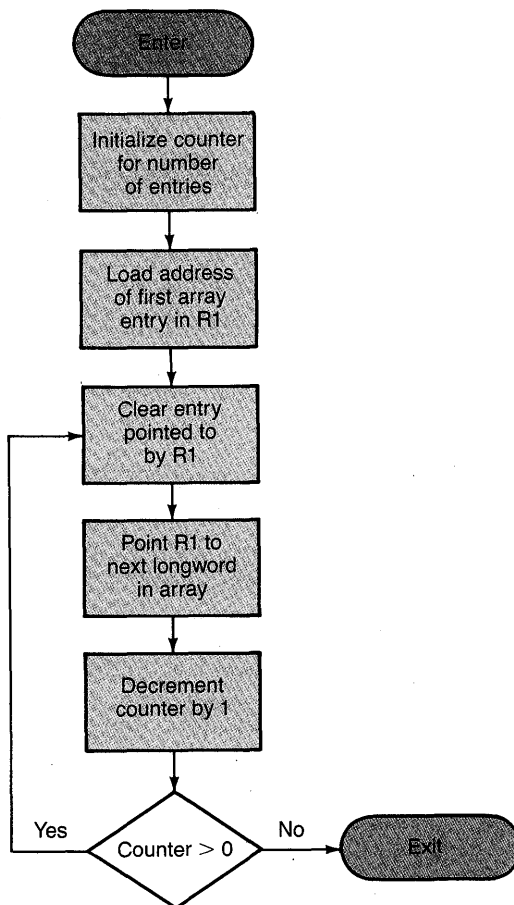 Enter
Initialize counter
for number
of entries
Load address
of first array
entry in R1
Clear entry
pointed to
by R1
Point R1 to
next longword
in array
Decrement
counter by 1
Yes
Counter > 0
No
Exit